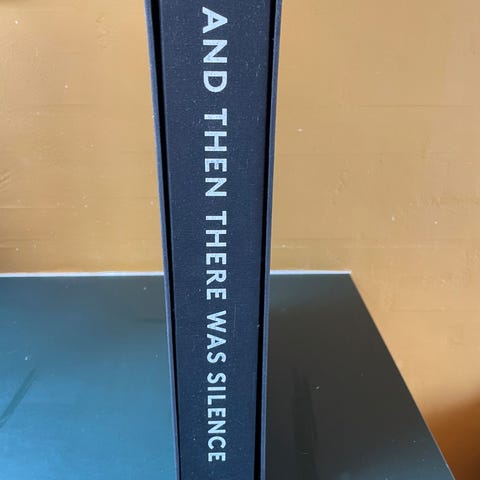 AND THEN THERE WAS SILENCE